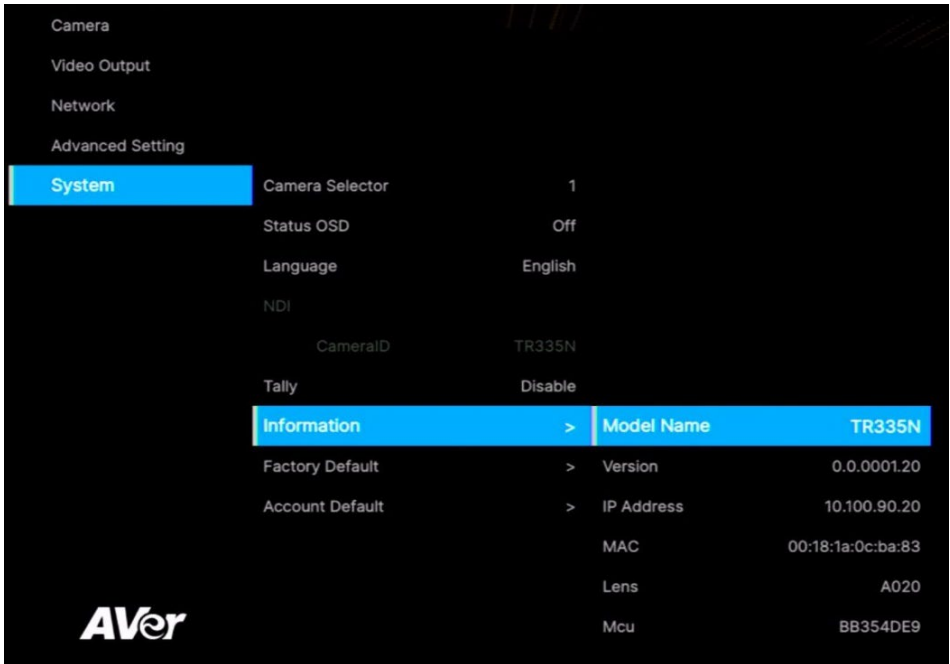 Camera
Video Output
Network
Advanced Setting
System
Camera Selector 1
Status OSD Off
Language English
NDI
CameraID TR335N
Tally Disable
Information >
Factory Default >
Account Default >
Model Name TR335N
Version 0.0.0001.20
IP Address 10.100.90.20
MAC 00:18:1a:0c:ba:83
Lens A020
Mcu BB354DE9
AVer